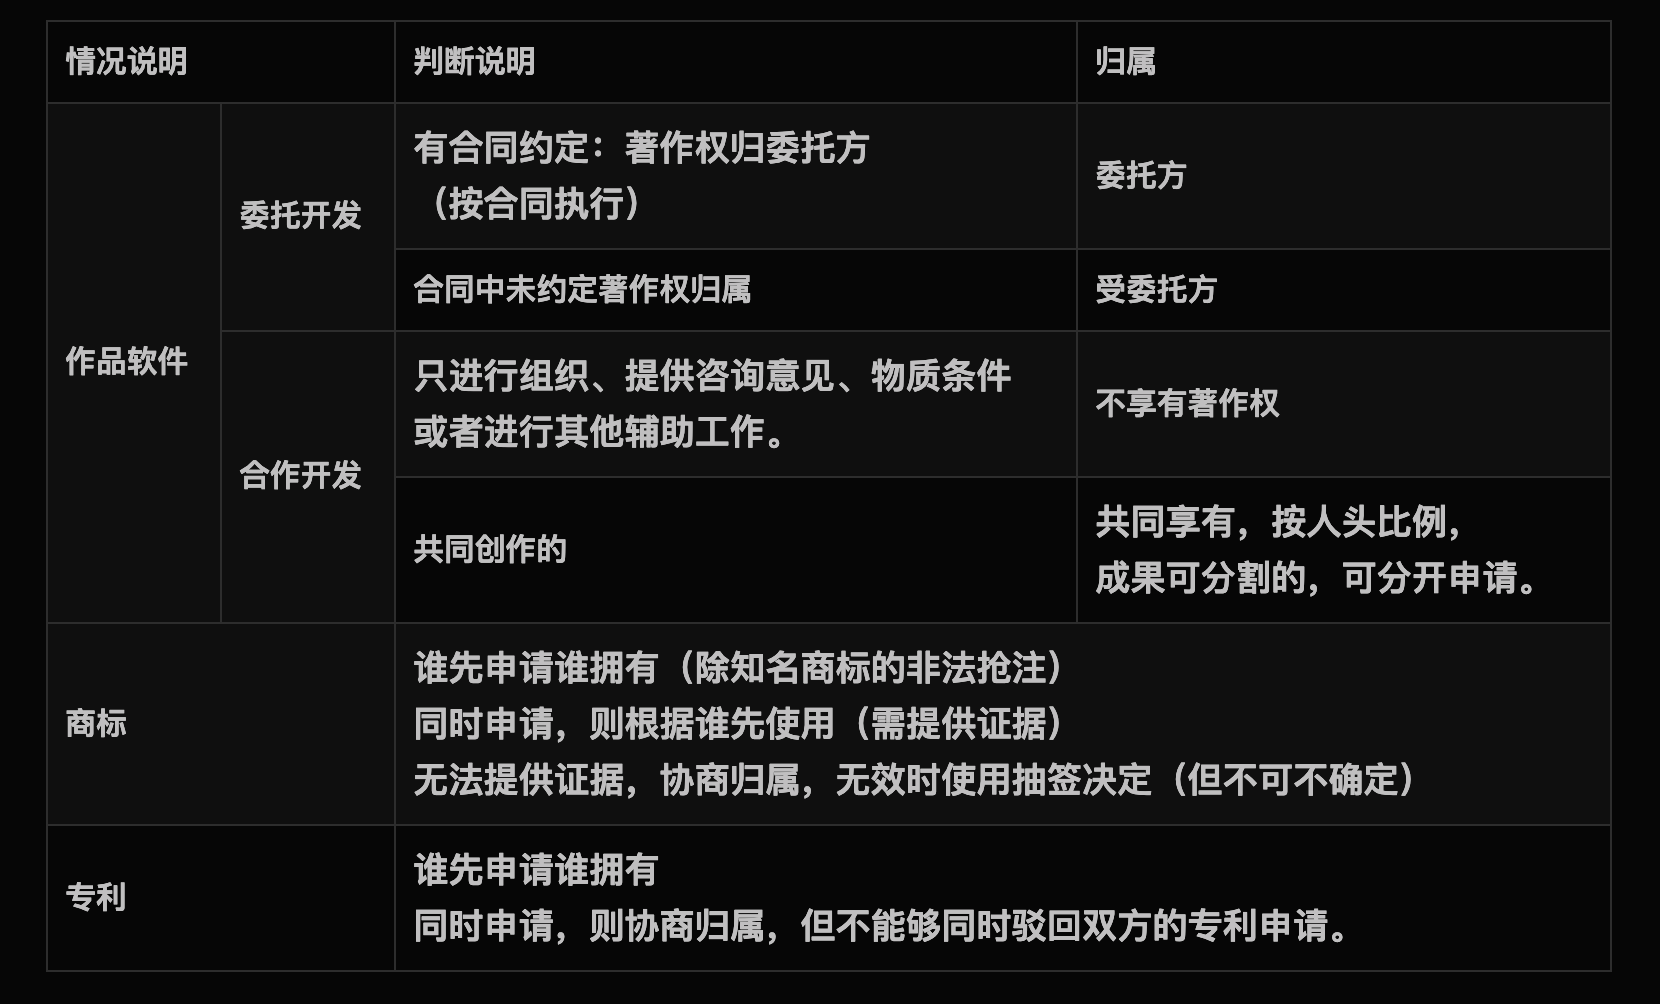 情况说明
判断说明
归属
作品软件
委托开发
有合同约定：著作权归委托方
（按合同执行）
委托方
合同中未约定著作权归属
受委托方
合作开发
只进行组织、提供咨询意见、物质条件
或者进行其他辅助工作。
不享有著作权
共同创作的
共同享有，按人头比例，
成果可分割的，可分开申请。
商标
谁先申请谁拥有（除知名商标的非法抢注）
同时申请，则根据谁先使用（需提供证据）
无法提供证据，协商归属，无效时使用抽签决定（但不可不确定）
专利
谁先申请谁拥有
同时申请，则协商归属，但不能够同时驳回双方的专利申请。